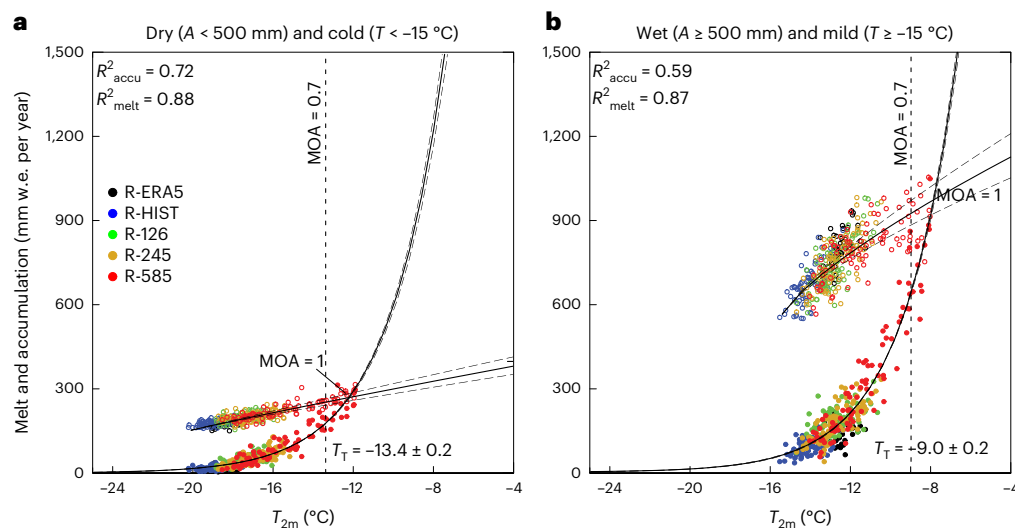 a
Dry (A < 500 mm) and cold (T < –15 °C)
Melt and accumulation (mm w.e. per year)
1,500
1,200
900
600
300
0
R²accu = 0.72
R²melt = 0.88
MOA = 0.7
R-ERA5
R-HIST
R-126
R-245
R-585
MOA = 1
TT = –13.4 ± 0.2
–24 –20 –16 –12 –8 –4
T2m (°C)
b
Wet (A ≥ 500 mm) and mild (T ≥ –15 °C)
1,500
1,200
900
600
300
0
R²accu = 0.59
R²melt = 0.87
MOA = 0.7
MOA = 1
TT = –9.0 ± 0.2
–24 –20 –16 –12 –8 –4
T2m (°C)